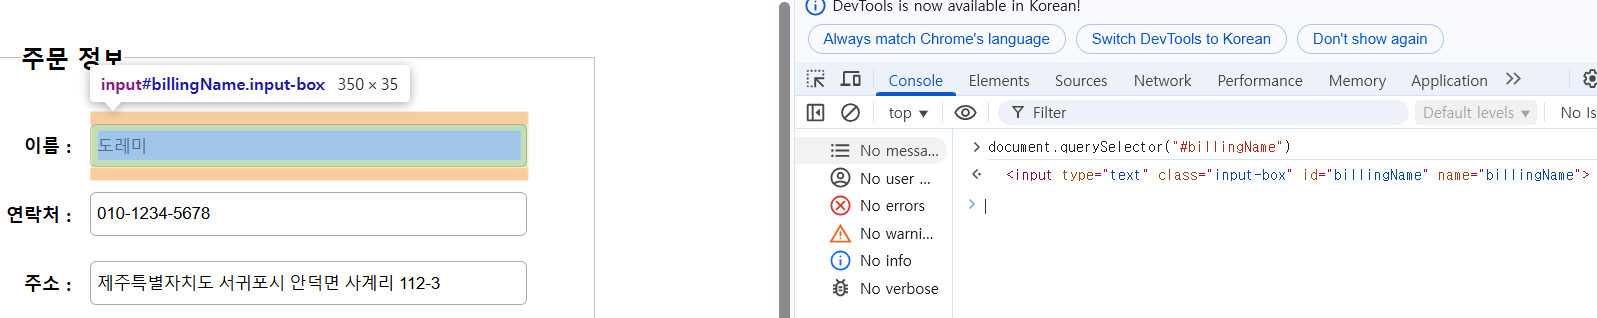 주문 정보
input#billingName.input-box 350 × 35
이름 : 도레미
연락처 : 010-1234-5678
주소 : 제주특별자치도 서귀포시 안덕면 사계리 112-3
DevTools is now available in Korean!
Always match Chrome's language Switch DevTools to Korean Don't show again
Console Elements Sources Network Performance Memory Application
top Filter Default levels No Is
No messa...
No user ...
No errors
No warni...
No info
No verbose
document.querySelector("#billingName")
<input type="text" class="input-box" id="billingName" name="billingName">